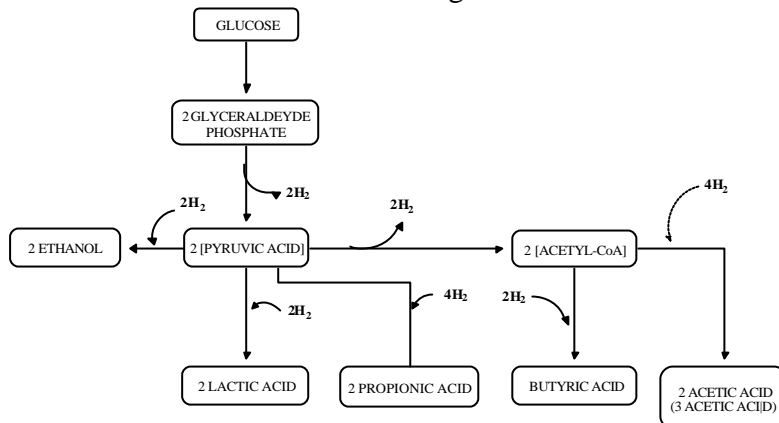 GLUCOSE
2 GLYCERALDEYDE
PHOSPHATE
2H2
2H2
2H2
4H2
2 ETHANOL
2 [PYRUVIC ACID]
2 [ACETYL-CoA]
2H2
4H2
2H2
2 LACTIC ACID
2 PROPIONIC ACID
BUTYRIC ACID
2 ACETIC ACID
(3 ACETIC ACI|D)